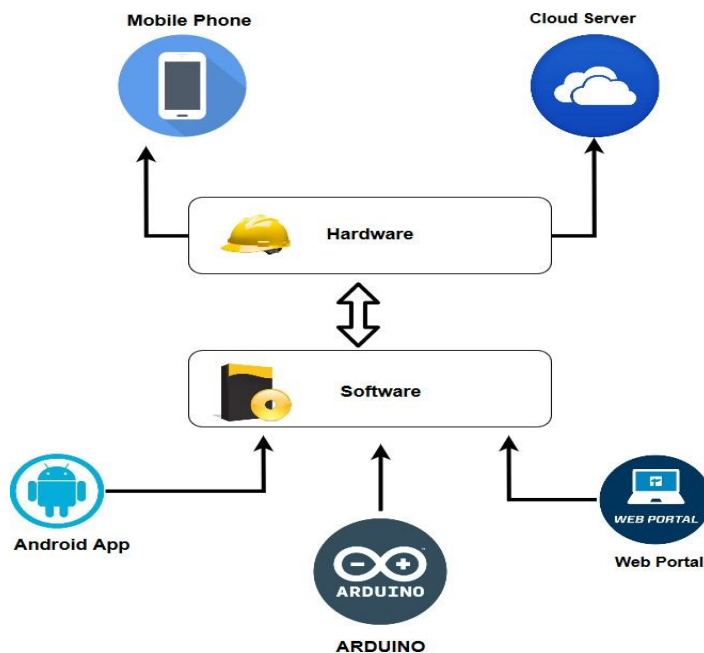 Mobile Phone
Cloud Server
Hardware
Software
Android App
WEB PORTAL
Web Portal
ARDUINO
ARDUINO